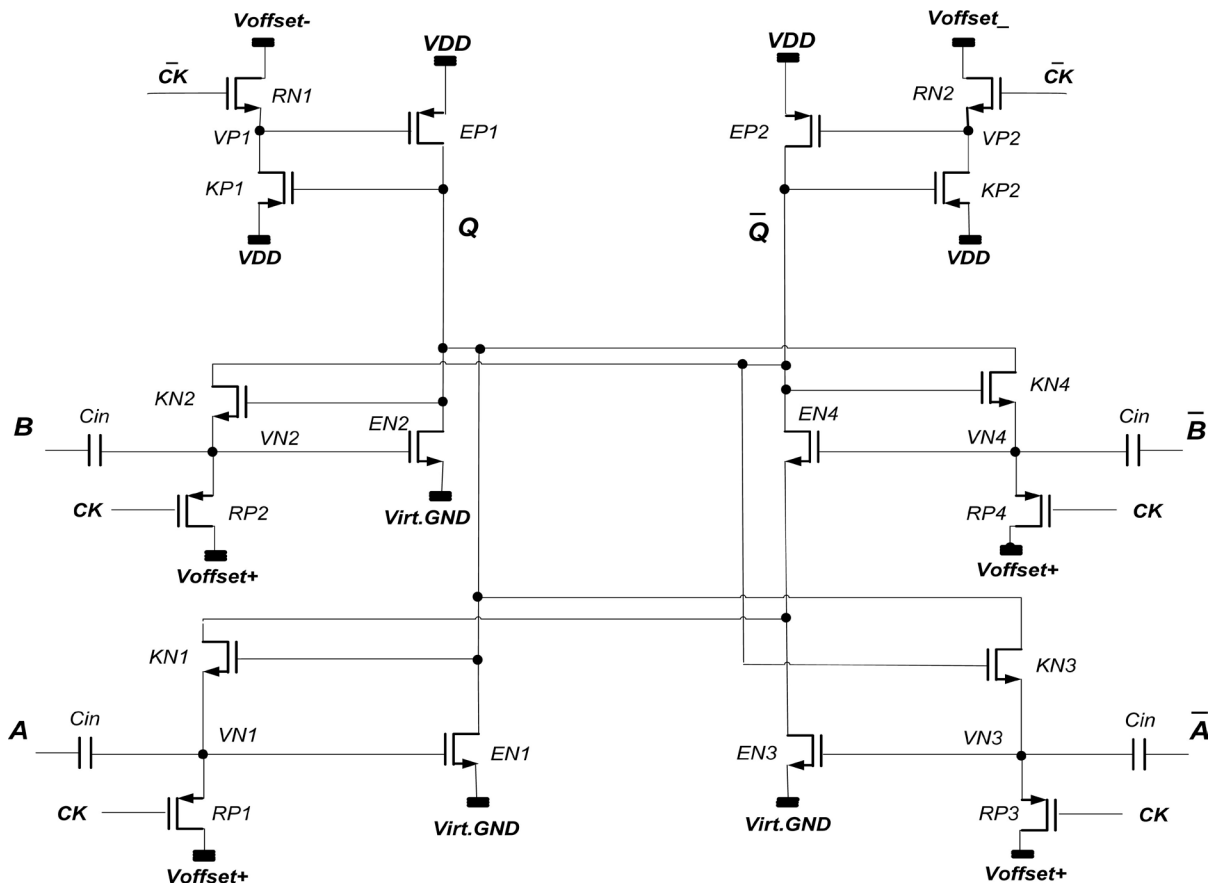 Voffset-
Voffset_
VDD
VDD
C̅K̅
RN1
RN2
C̅K̅
VP1
EP1
EP2
VP2
KP1
KP2
Q
Q̅
VDD
VDD
KN2
KN4
B
Cin
EN2
EN4
Cin
B̅
VN2
VN4
CK
RP2
Virt.GND
RP4
CK
Voffset+
Voffset+
KN1
KN3
A
Cin
VN1
EN1
EN3
VN3
Cin
A̅
CK
RP1
Virt.GND
Virt.GND
RP3
CK
Voffset+
Voffset+